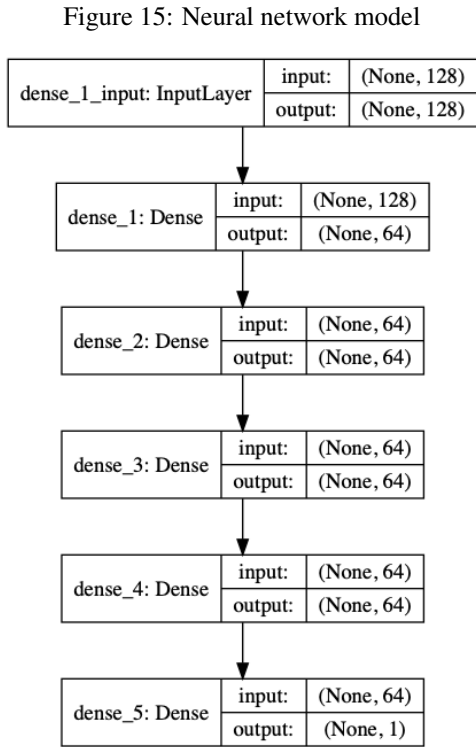 Figure 15: Neural network model
dense_1_input: InputLayer
input: (None, 128)
output: (None, 128)
dense_1: Dense
input: (None, 128)
output: (None, 64)
dense_2: Dense
input: (None, 64)
output: (None, 64)
dense_3: Dense
input: (None, 64)
output: (None, 64)
dense_4: Dense
input: (None, 64)
output: (None, 64)
dense_5: Dense
input: (None, 64)
output: (None, 1)